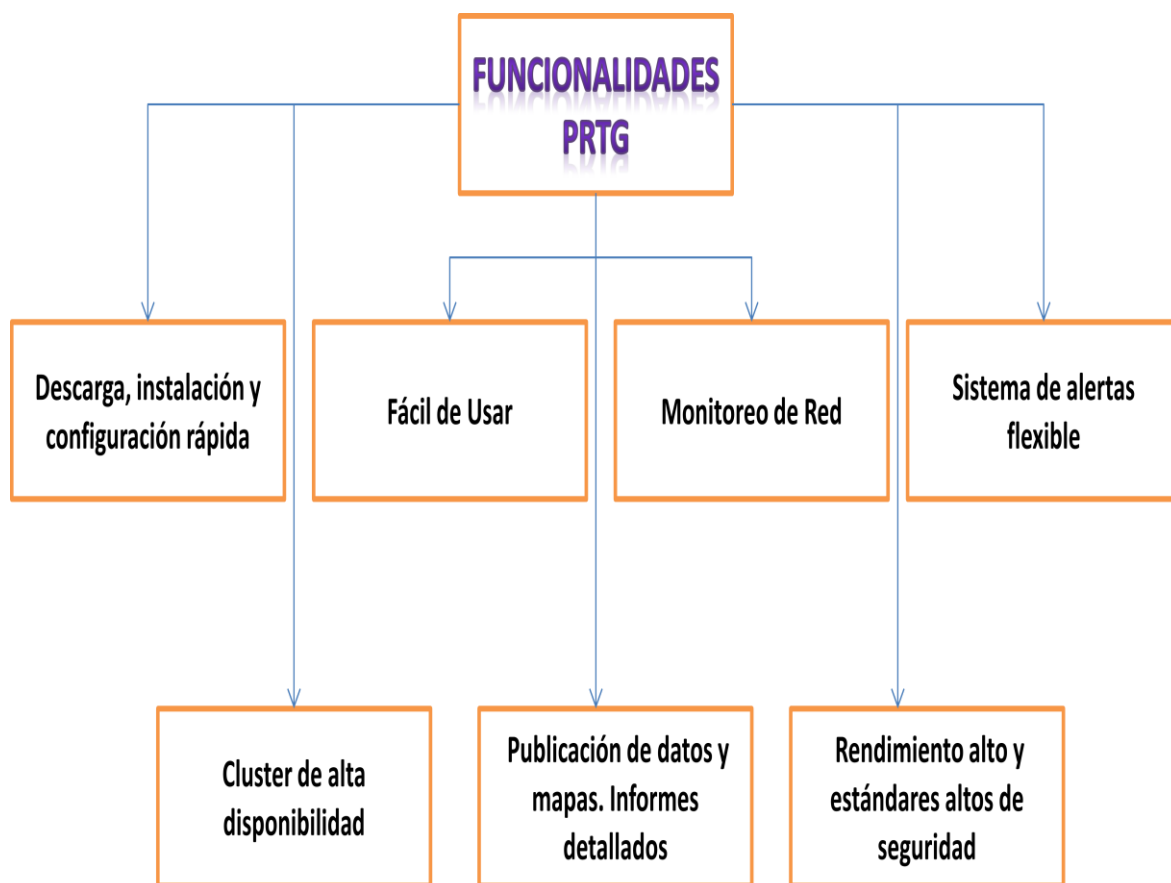 FUNCIONALIDADES
PRTG
Descarga, instalación y
configuración rápida
Fácil de Usar
Monitoreo de Red
Sistema de alertas
flexible
Cluster de alta
disponibilidad
Publicación de datos y
mapas. Informes
detallados
Rendimiento alto y
estándares altos de
seguridad